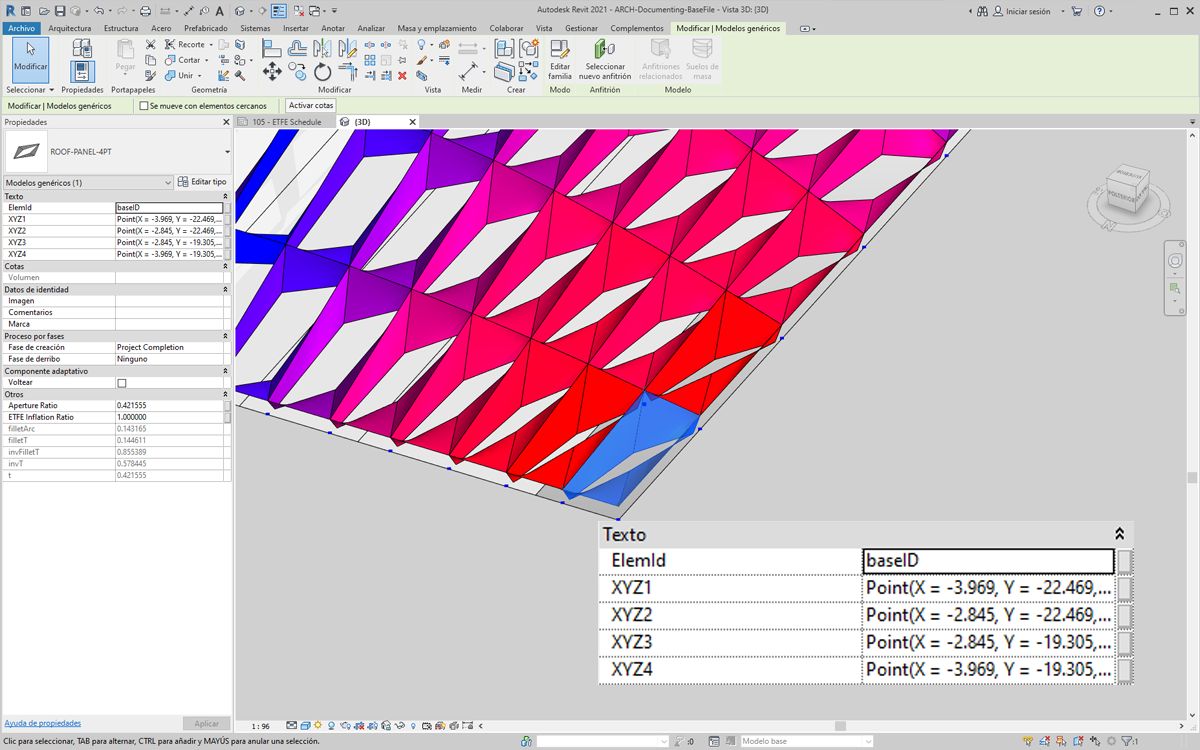 Autodesk Revit 2021 - ARCH-Documenting-BaseFile - Vista 3D: {3D}
Iniciar sesión
Archivo Arquitectura Estructura Acero Prefabricado Sistemas Insertar Anotar Analizar Masa y emplazamiento Colaborar Vista Gestionar Complementos Modificar | Modelos genéricos
Modificar
Pegar
Recorte
Cortar
Unir
Editar familia
Seleccionar nuevo anfitrión
Anfitriones relacionados
Suelos de masa
Seleccionar Propiedades Portapapeles Geometría Modificar Vista Medir Crear Modo Anfitrión Modelo
Modificar | Modelos genéricos Se mueve con elementos cercanos Activar cotas
Propiedades
105 - ETFE Schedule
{3D}
ROOF-PANEL-4PT
Modelos genéricos (1) Editar tipo
Texto
ElemId baseID
XYZ1 Point(X = -3.969, Y = -22.469,...
XYZ2 Point(X = -2.845, Y = -22.469,...
XYZ3 Point(X = -2.845, Y = -19.305,...
XYZ4 Point(X = -3.969, Y = -19.305,...
Cotas
Volumen
Datos de identidad
Imagen
Comentarios
Marca
Proceso por fases
Fase de creación Project Completion
Fase de derribo Ninguno
Componente adaptativo
Voltear
Otros
Aperture Ratio 0.421555
ETFE Inflation Ratio 1.000000
filletArc 0.143165
filletT 0.144611
invFilletT 0.855389
invT 0.578445
t 0.421555
Texto
ElemId baseID
XYZ1 Point(X = -3.969, Y = -22.469,...
XYZ2 Point(X = -2.845, Y = -22.469,...
XYZ3 Point(X = -2.845, Y = -19.305,...
XYZ4 Point(X = -3.969, Y = -19.305,...
Ayuda de propiedades Aplicar
1 : 96
Clic para seleccionar, TAB para alternar, CTRL para añadir y MAYÚS para anular una selección.
:0
Modelo base
:1